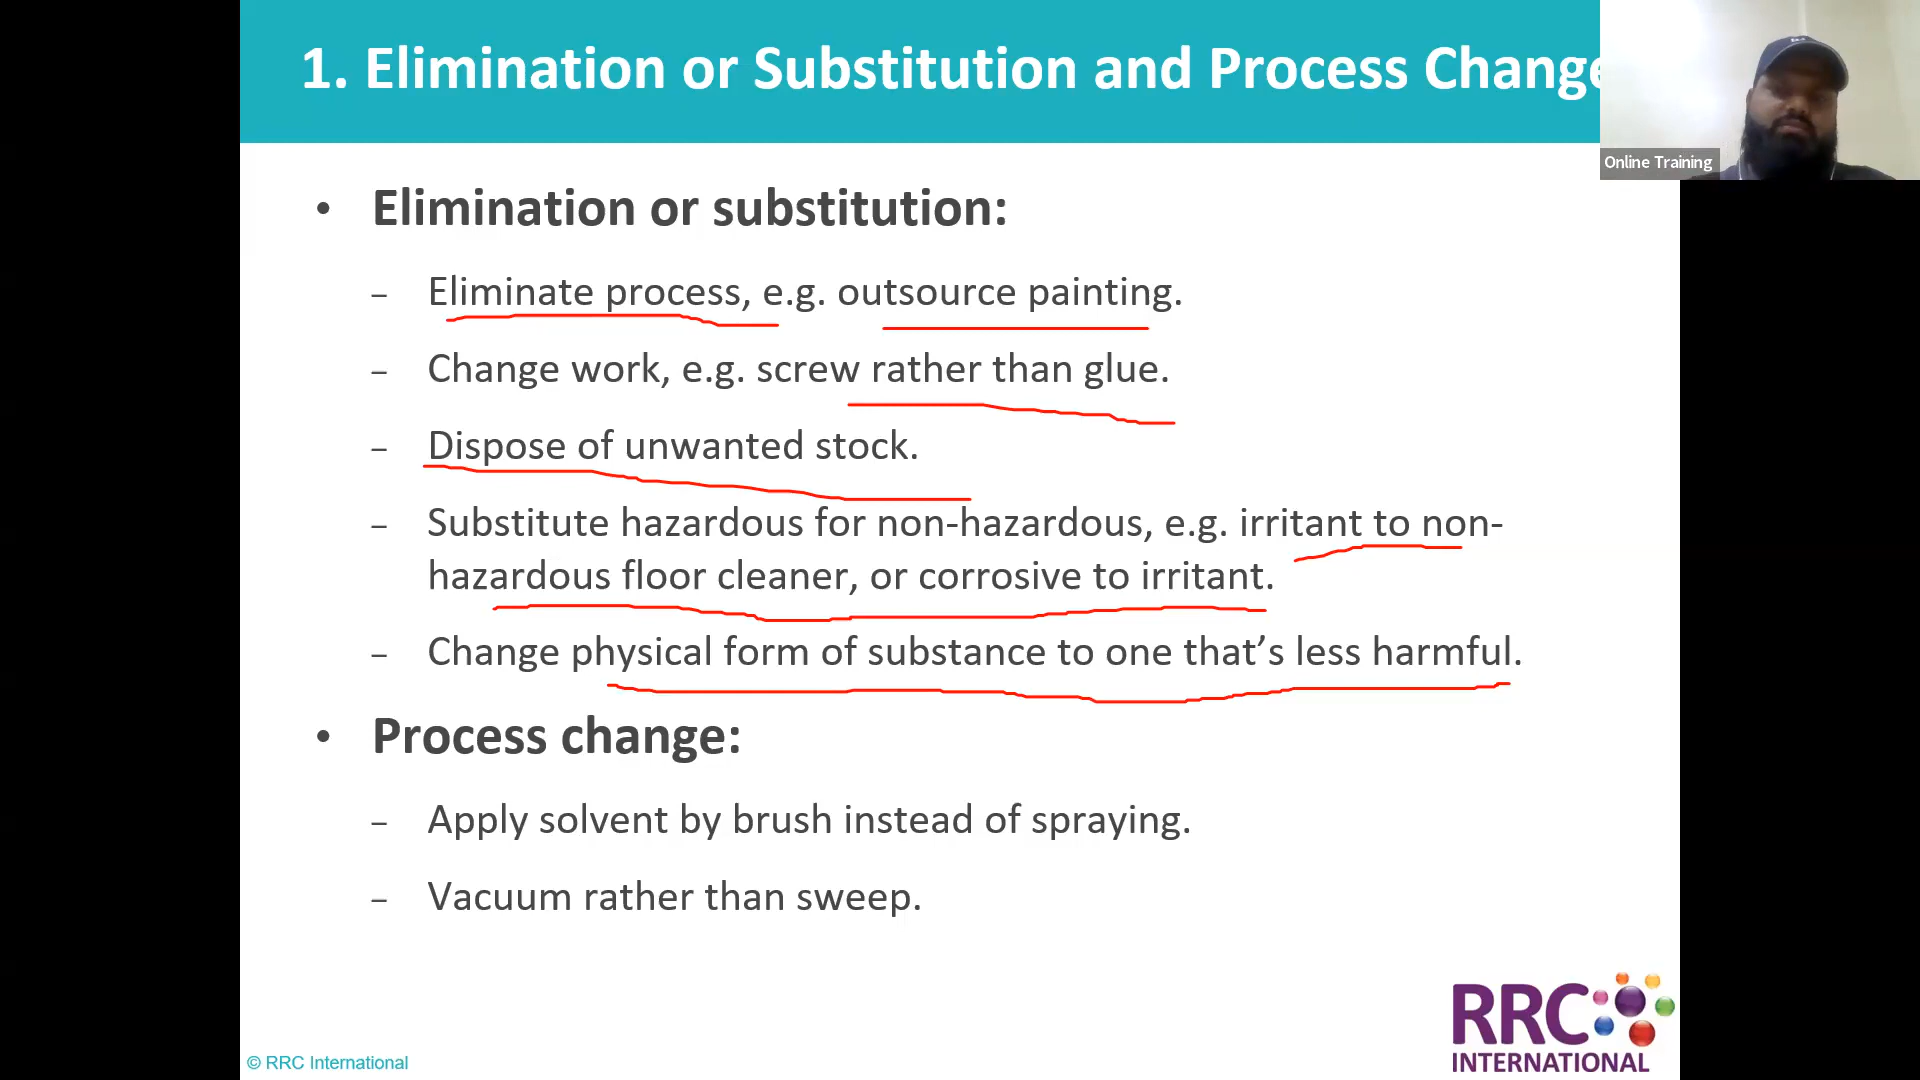 1. Elimination or Substitution and Process Change
Online Training
• Elimination or substitution:
– Eliminate process, e.g. outsource painting.
– Change work, e.g. screw rather than glue.
– Dispose of unwanted stock.
– Substitute hazardous for non-hazardous, e.g. irritant to non-
hazardous floor cleaner, or corrosive to irritant.
– Change physical form of substance to one that’s less harmful.
• Process change:
– Apply solvent by brush instead of spraying.
– Vacuum rather than sweep.
RRC
INTERNATIONAL
© RRC International